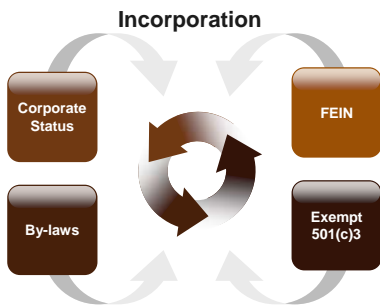 Incorporation
Corporate
Status
FEIN
By-laws
Exempt
501(c)3